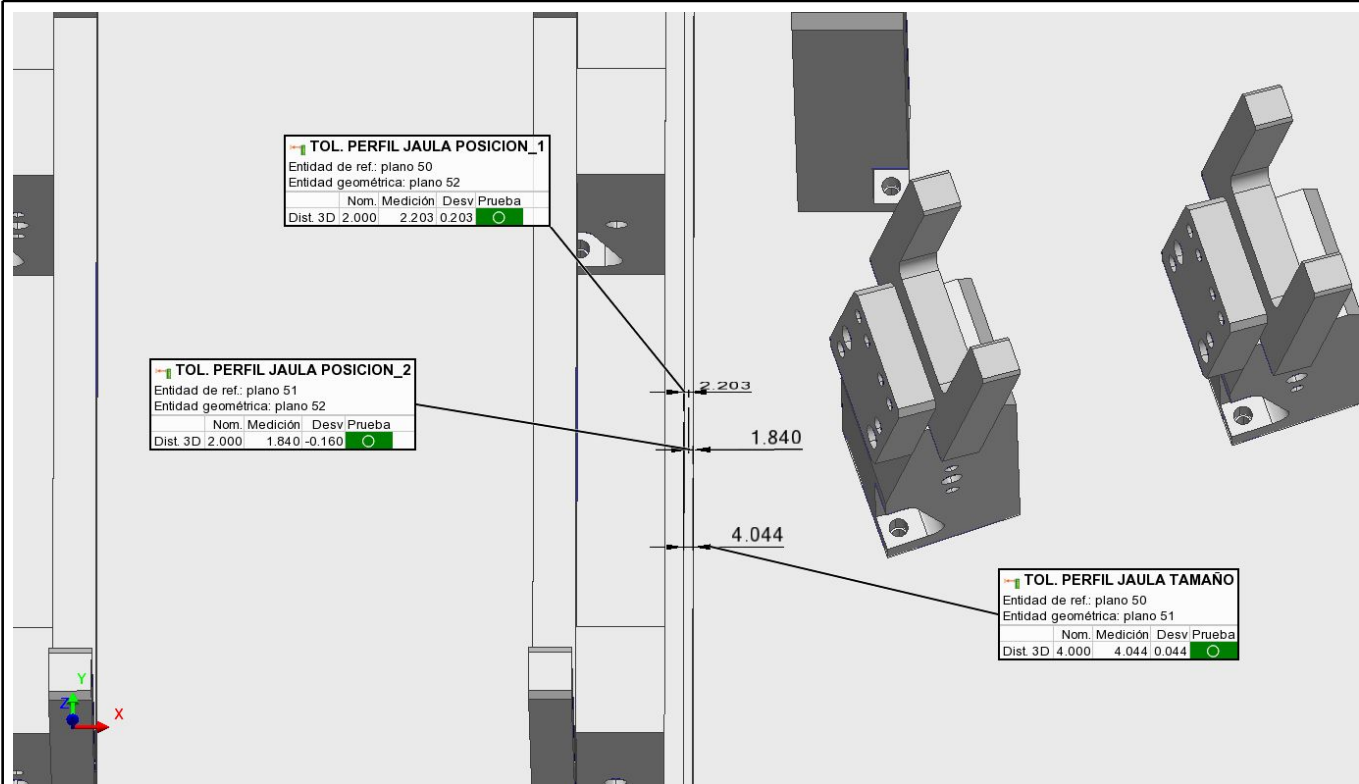 TOL. PERFIL JAULA POSICION_1
Entidad de ref.: plano 50
Entidad geométrica: plano 52
Nom. Medición Desv Prueba
Dist. 3D 2.000 2.203 0.203
TOL. PERFIL JAULA POSICION_2
Entidad de ref.: plano 51
Entidad geométrica: plano 52
Nom. Medición Desv Prueba
Dist. 3D 2.000 1.840 -0.160
2.203
1.840
4.044
TOL. PERFIL JAULA TAMAÑO
Entidad de ref.: plano 50
Entidad geométrica: plano 51
Nom. Medición Desv Prueba
Dist. 3D 4.000 4.044 0.044
Y
Z
X